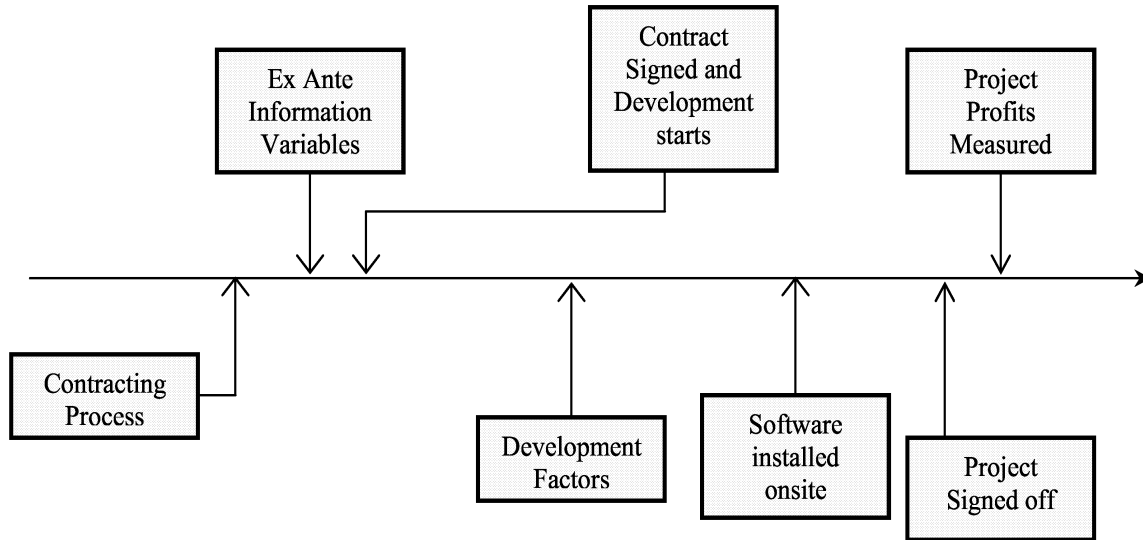 Ex Ante
Information
Variables
Contract
Signed and
Development
starts
Project
Profits
Measured
Contracting
Process
Development
Factors
Software
installed
onsite
Project
Signed off